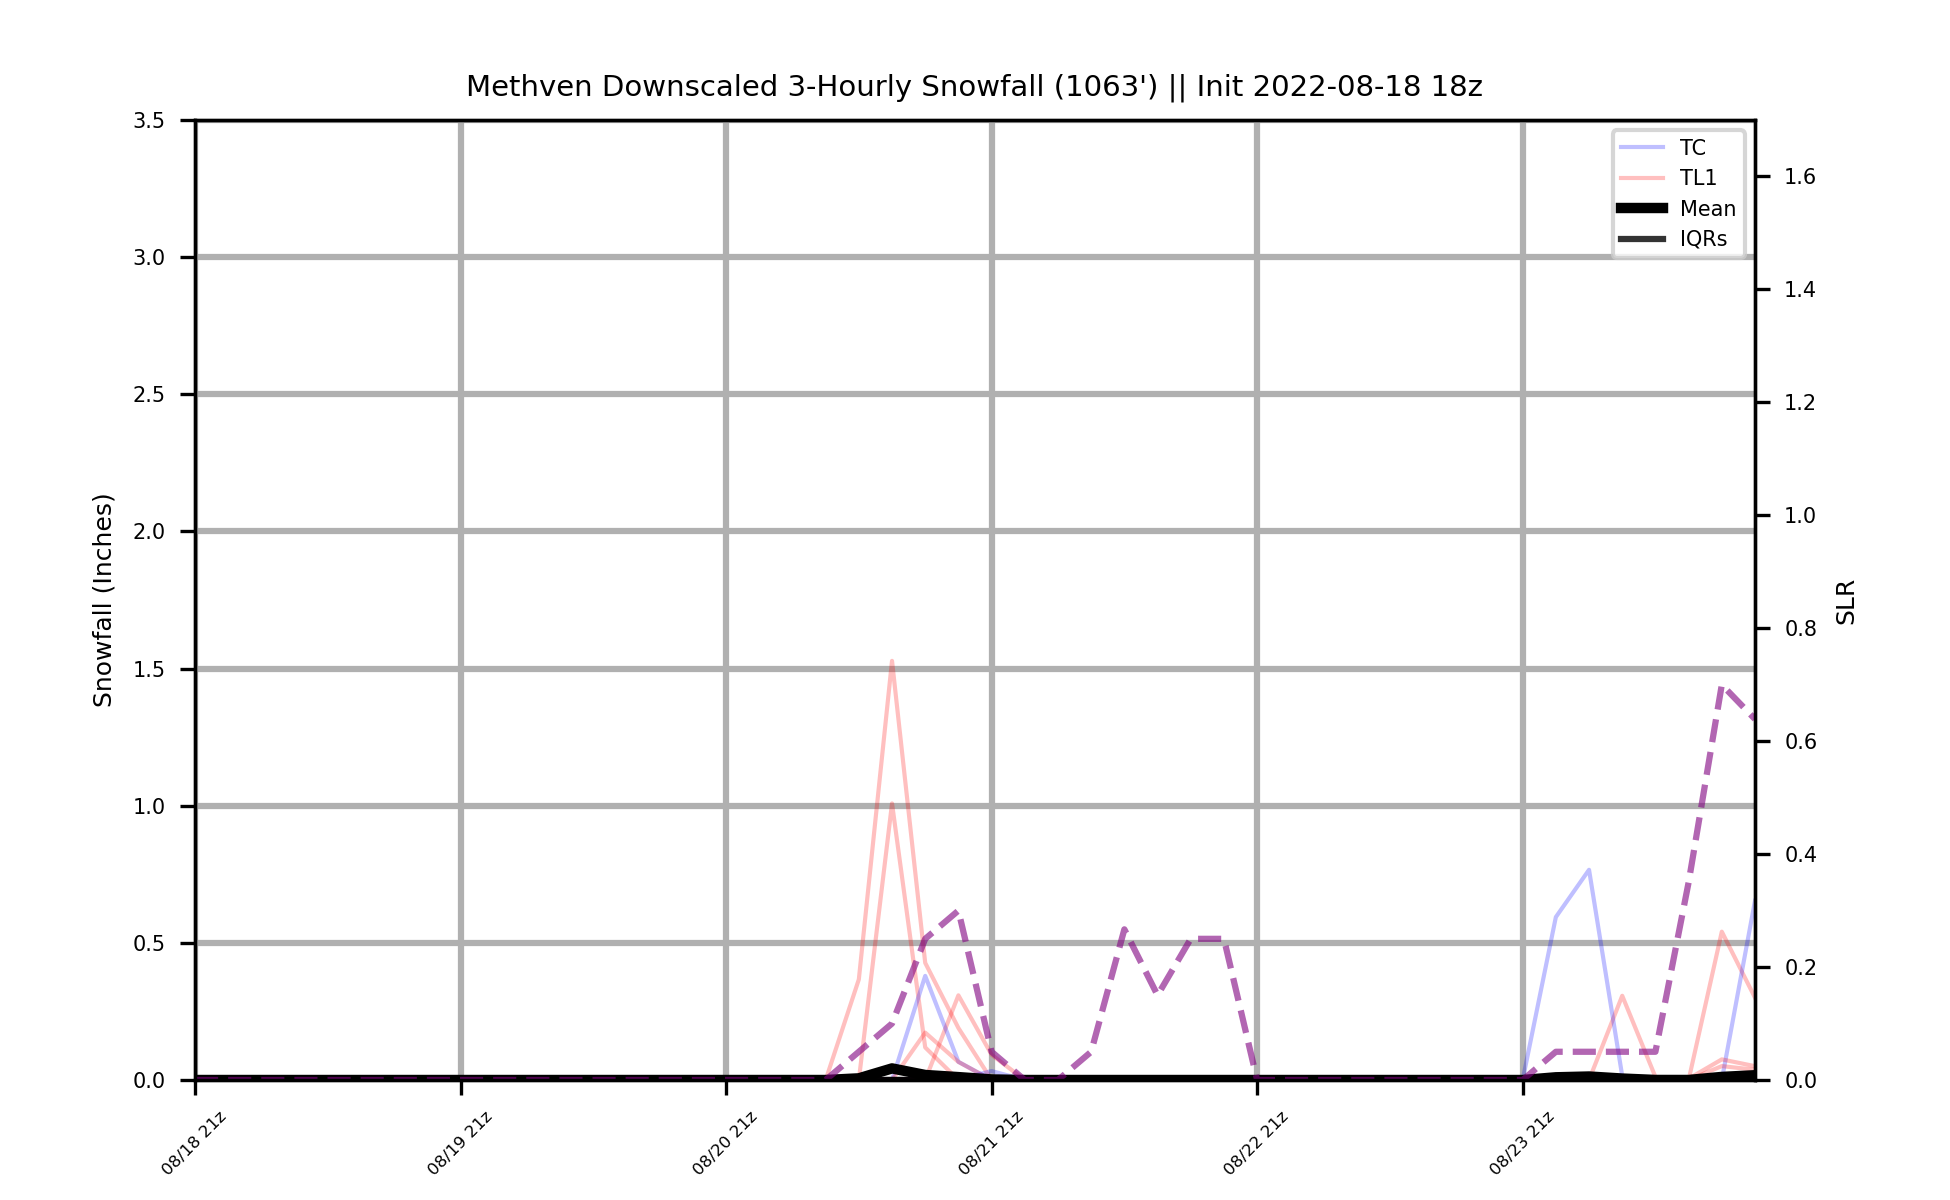 Methven Downscaled 3-Hourly Snowfall (1063') || Init 2022-08-18 18z
TC
TL1
Mean
IQRs
Snowfall (Inches)
3.5
3.0
2.5
2.0
1.5
1.0
0.5
0.0
SLR
1.6
1.4
1.2
1.0
0.8
0.6
0.4
0.2
0.0
08/18 21z
08/19 21z
08/20 21z
08/21 21z
08/22 21z
08/23 21z